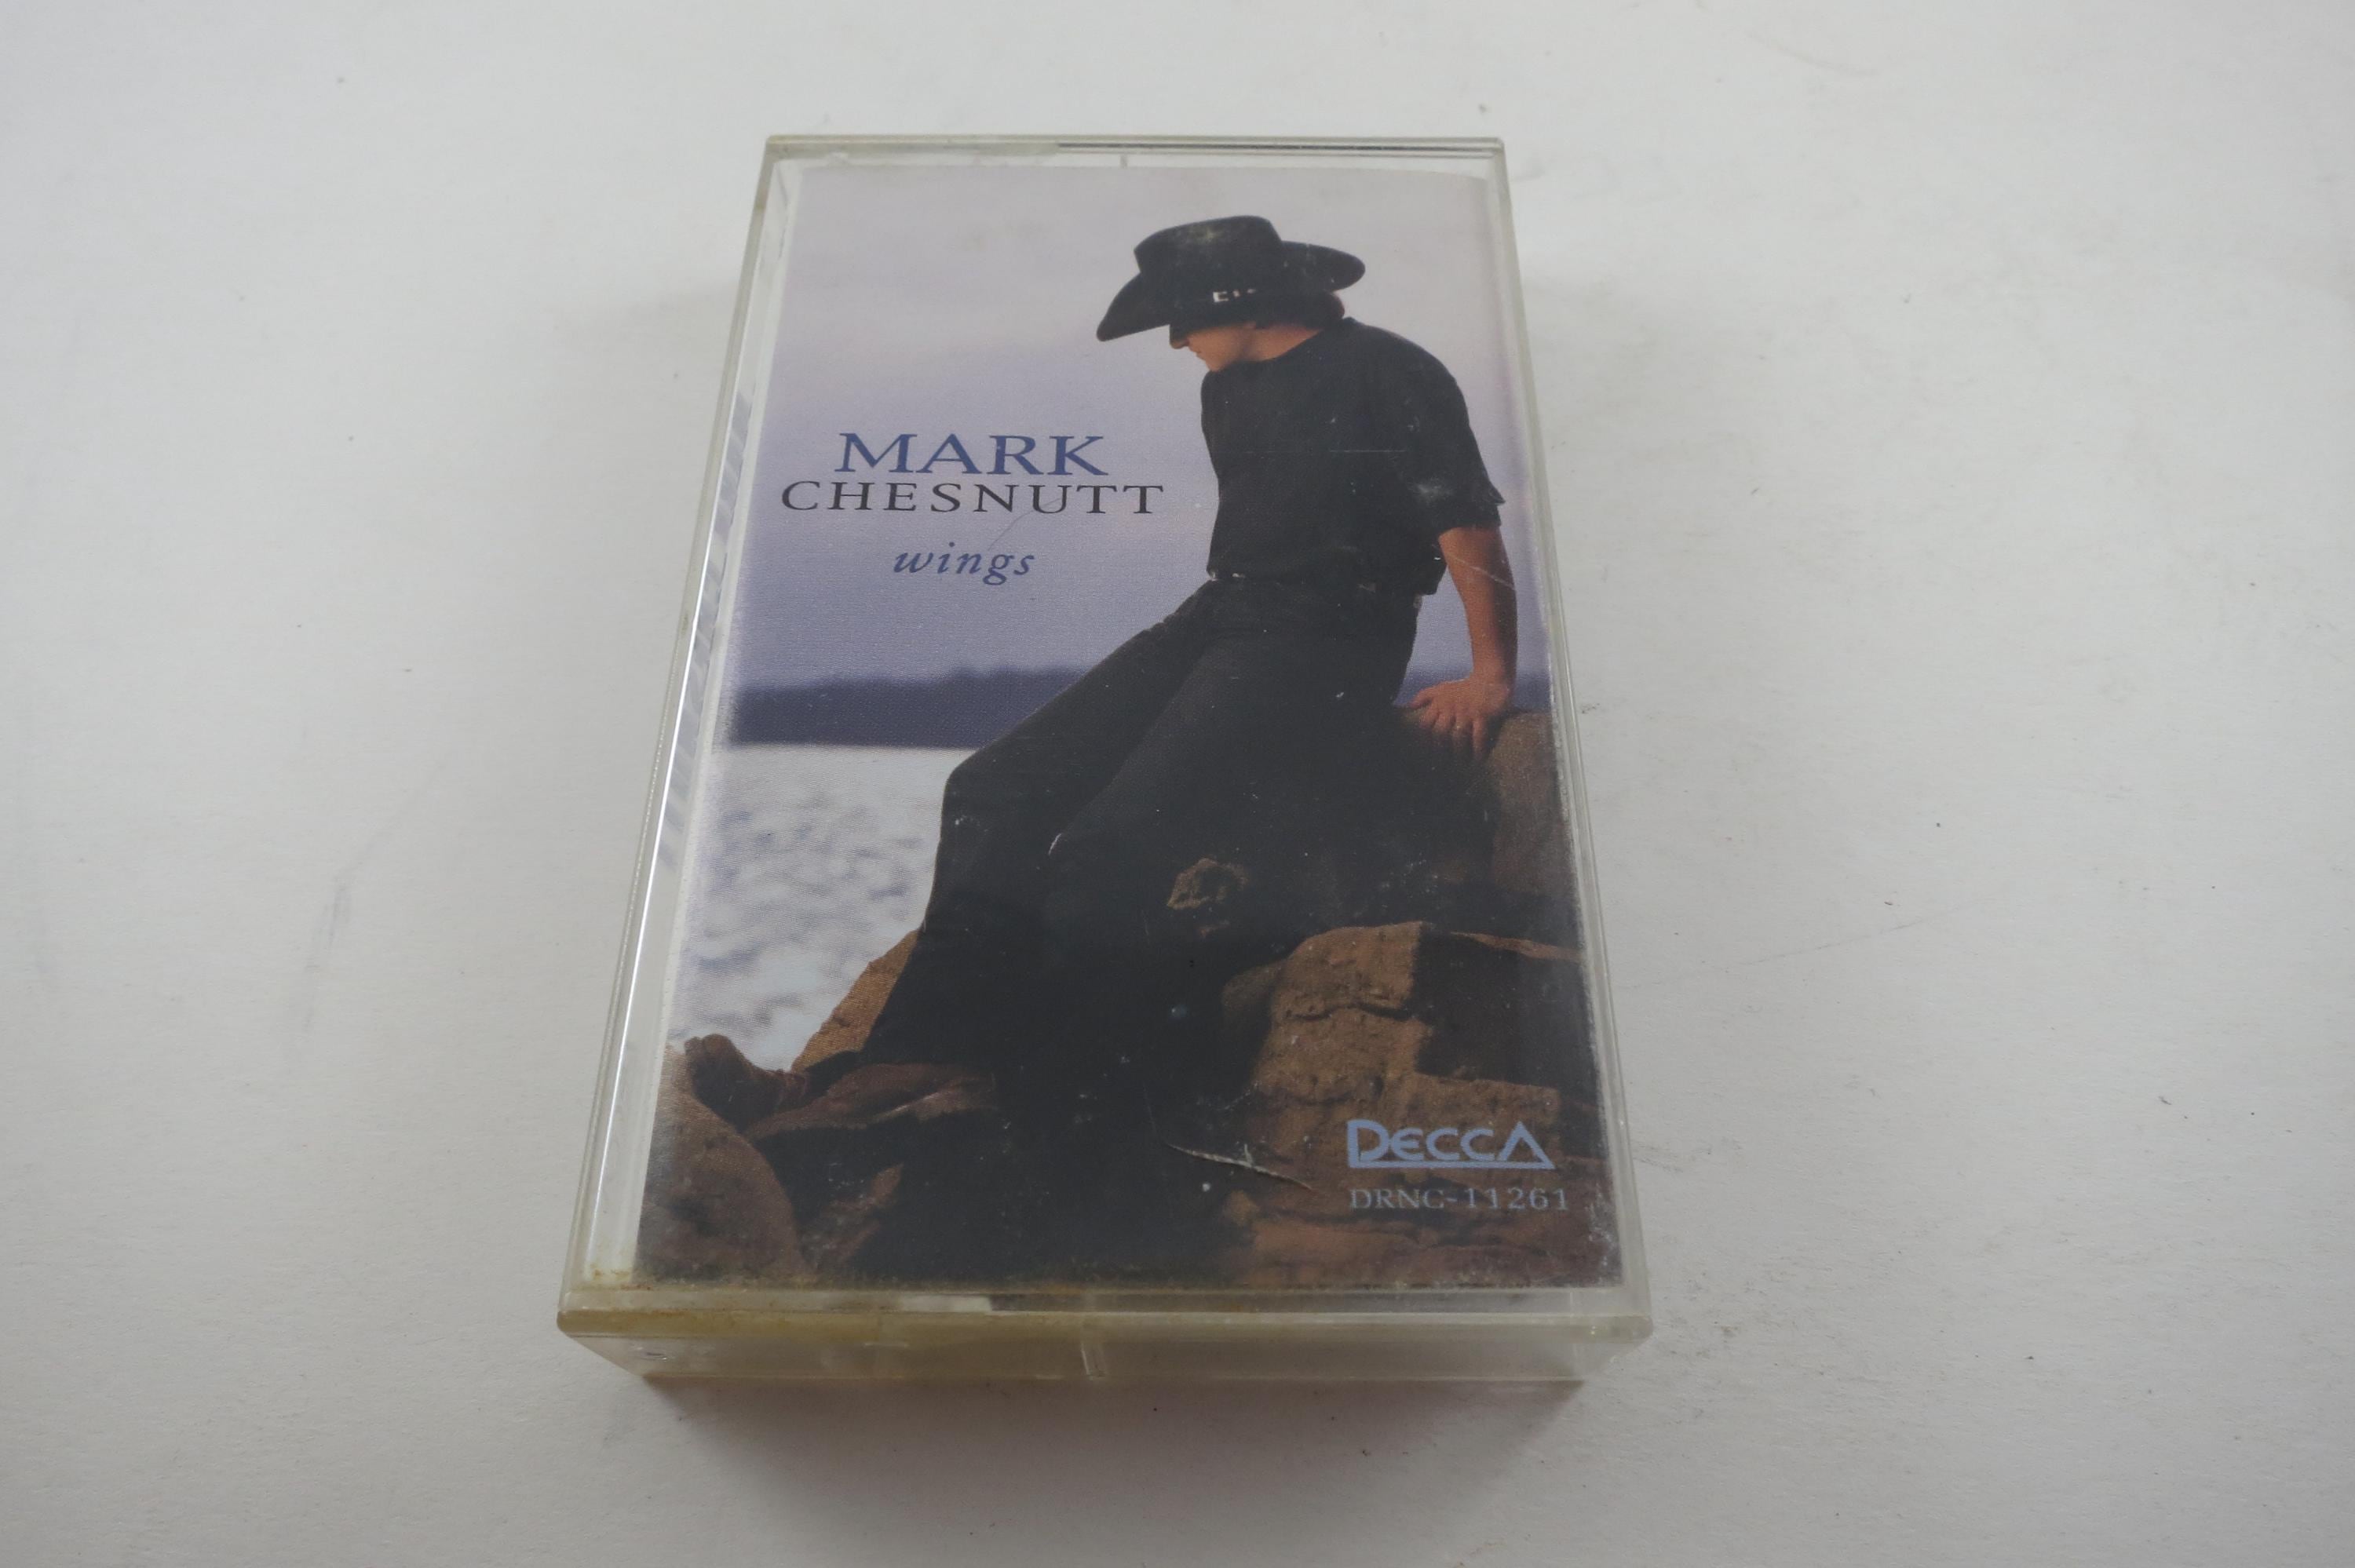 MARK
CHESNUTT
wings
DECCA
DRNC-11261